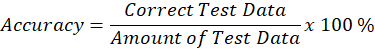 Accuracy = Correct Test Data / Amount of Test Data x 100 %